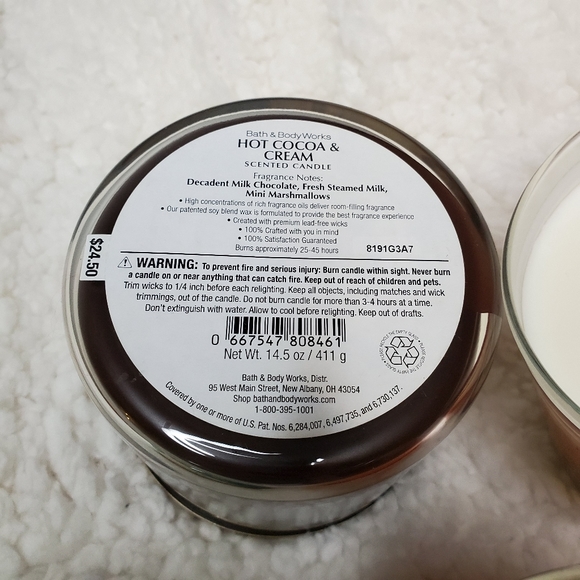 Bath & Body Works
HOT COCOA &
CREAM
SCENTED CANDLE
Fragrance Notes:
Decadent Milk Chocolate, Fresh Steamed Milk,
Mini Marshmallows
• High concentrations of rich fragrance oils deliver room-filling fragrance
• Our patented soy blend wax is formulated to provide the best fragrance experience
• Created with premium lead-free wicks
• 100% Crafted with you in mind
• 100% Satisfaction Guaranteed
Burns approximately 25-45 hours
8191G3A7
$24.50
WARNING: To prevent fire and serious injury: Burn candle within sight. Never burn
a candle on or near anything that can catch fire. Keep out of reach of children and pets.
Trim wicks to 1/4 inch before each relighting. Keep all objects, including matches and wick
trimmings, out of the candle. Do not burn candle for more than 3-4 hours at a time.
Don't extinguish with water. Allow to cool before relighting. Keep out of drafts.
0 667547 808461
Net Wt. 14.5 oz / 411 g
Bath & Body Works, Distr.
95 West Main Street, New Albany, OH 43054
Shop bathandbodyworks.com
1-800-395-1001
Covered by one or more of U.S. Pat. Nos. 6,284,007, 6,497,735, and 6,730,137.